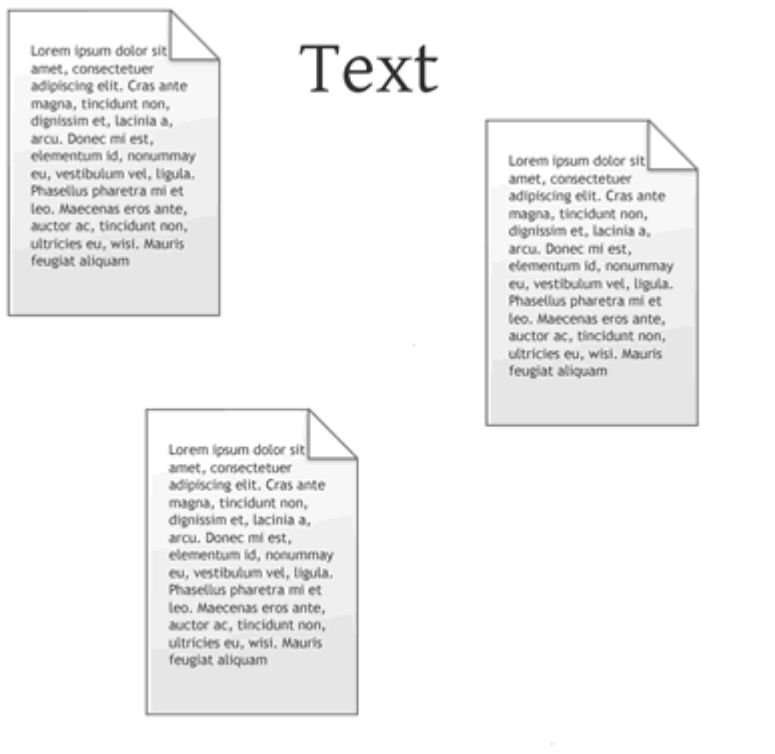 Text
Lorem ipsum dolor sit
amet, consectetuer
adipiscing elit. Cras ante
magna, tincidunt non,
dignissim et, lacinia a,
arcu. Donec mi est,
elementum id, nonummay
eu, vestibulum vel, ligula.
Phasellus pharetra mi et
leo. Maecenas eros ante,
auctor ac, tincidunt non,
ultricies eu, wisi. Mauris
feugiat aliquam
Lorem ipsum dolor sit
amet, consectetuer
adipiscing elit. Cras ante
magna, tincidunt non,
dignissim et, lacinia a,
arcu. Donec mi est,
elementum id, nonummay
eu, vestibulum vel, ligula.
Phasellus pharetra mi et
leo. Maecenas eros ante,
auctor ac, tincidunt non,
ultricies eu, wisi. Mauris
feugiat aliquam
Lorem ipsum dolor sit
amet, consectetuer
adipiscing elit. Cras ante
magna, tincidunt non,
dignissim et, lacinia a,
arcu. Donec mi est,
elementum id, nonummay
eu, vestibulum vel, ligula.
Phasellus pharetra mi et
leo. Maecenas eros ante,
auctor ac, tincidunt non,
ultricies eu, wisi. Mauris
feugiat aliquam